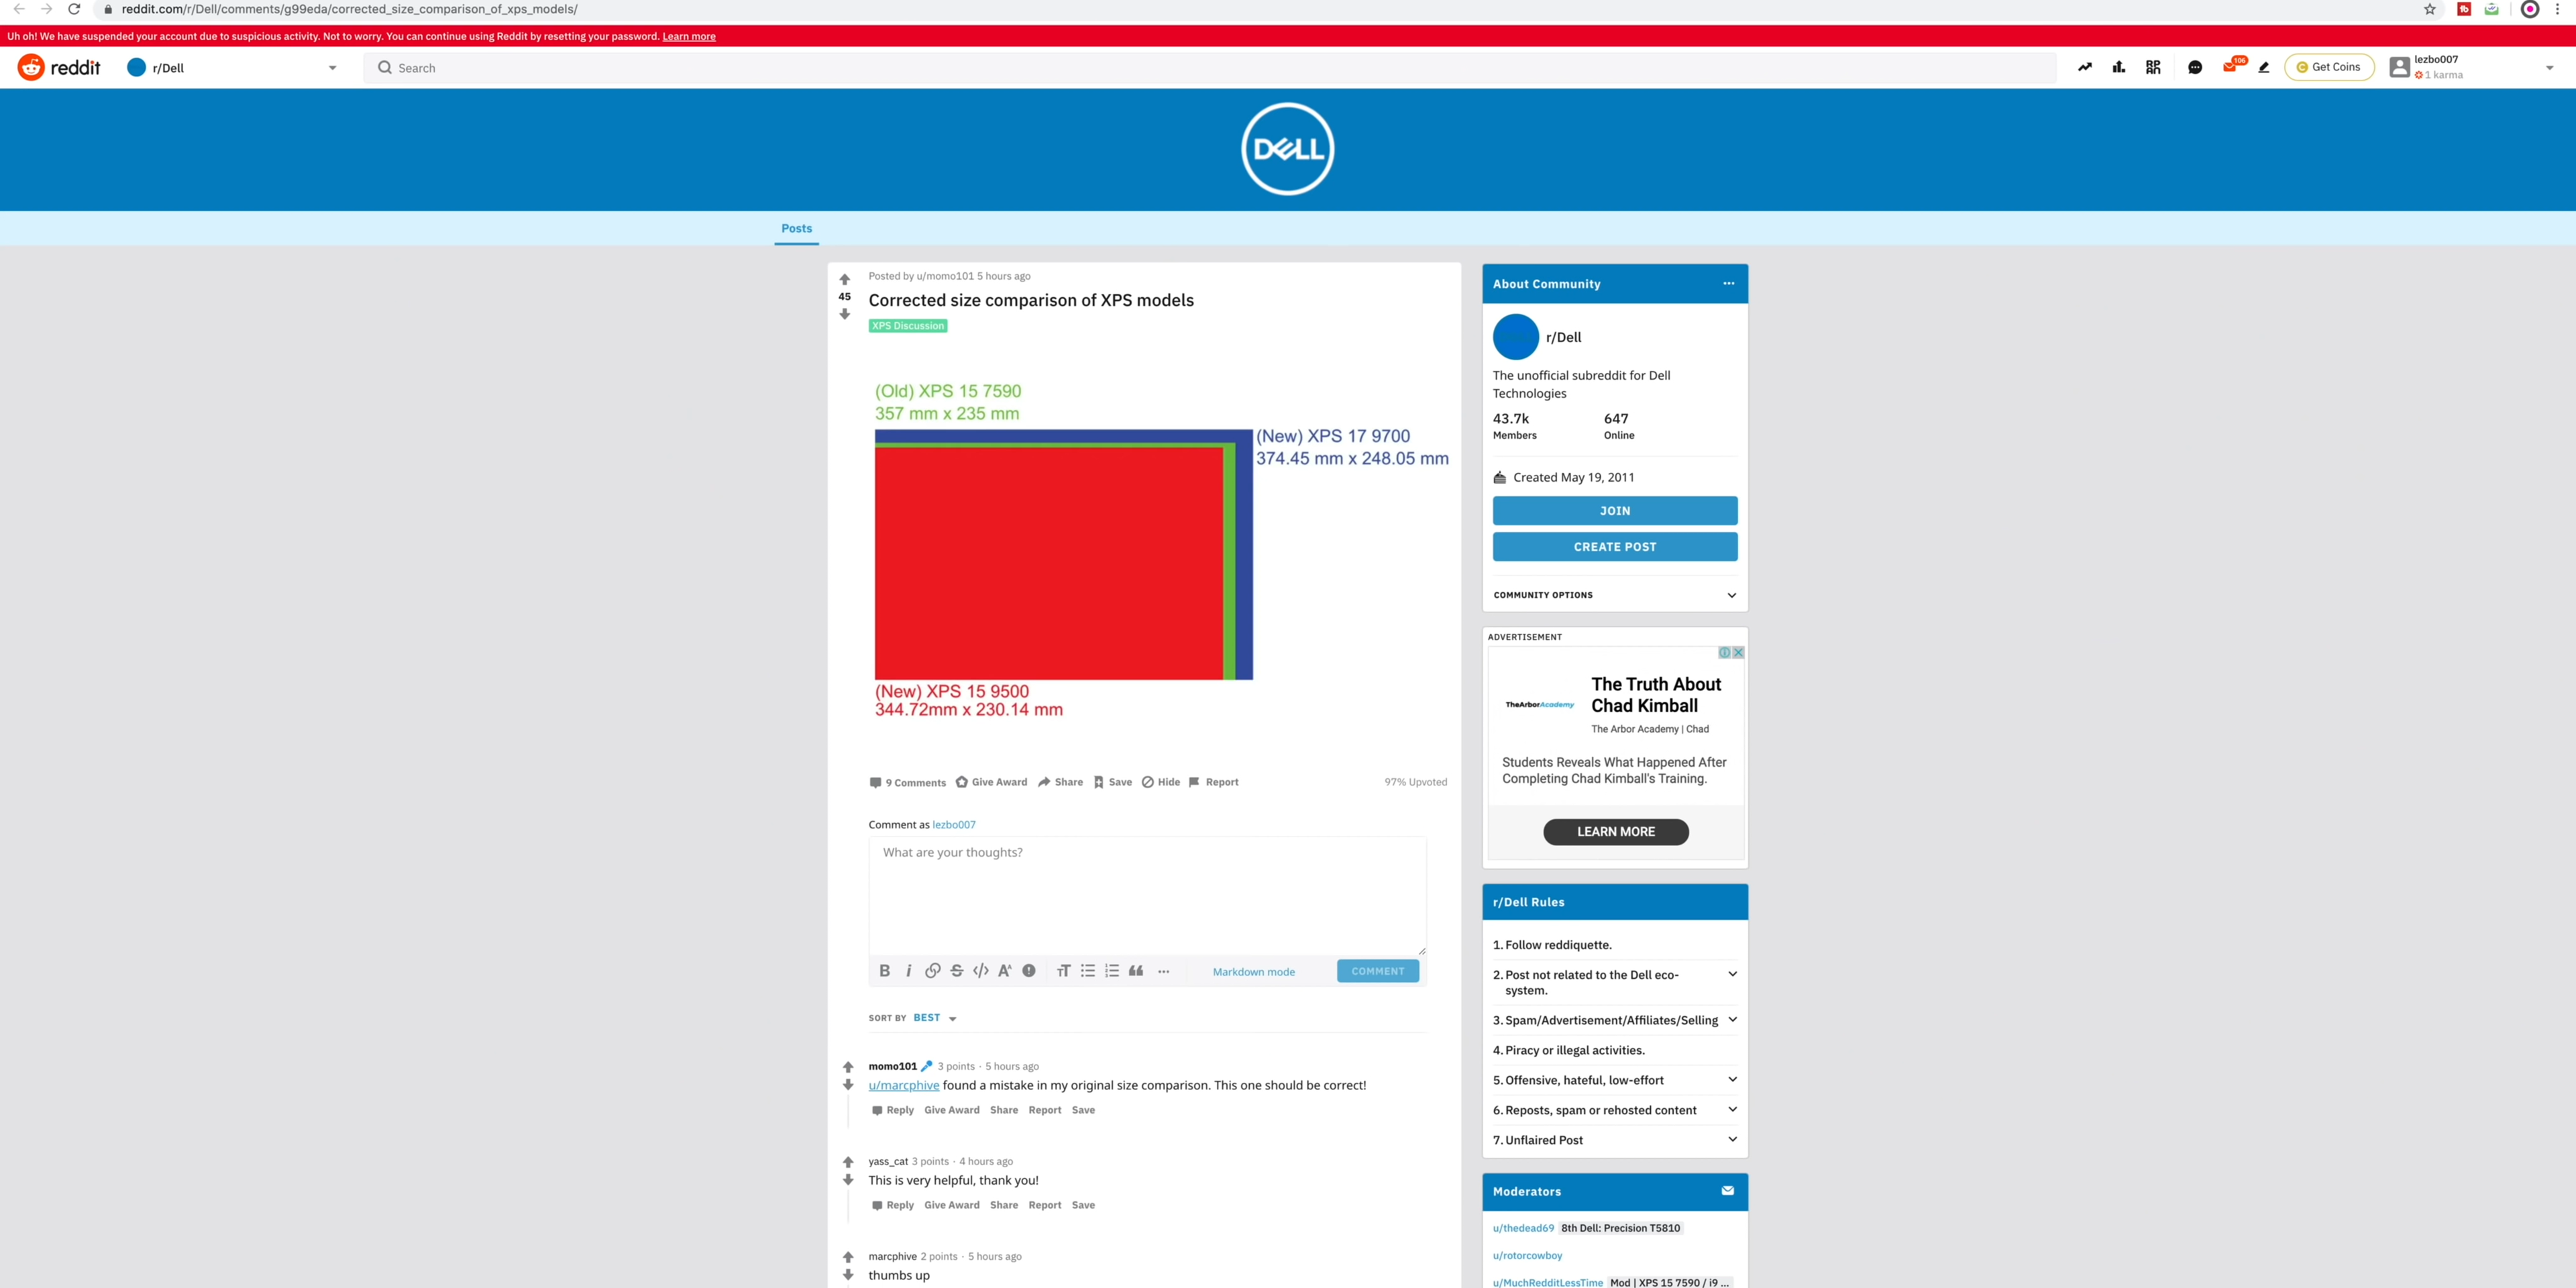 reddit.com/r/Dell/comments/g99eda/corrected_size_comparison_of_xps_models/
Uh oh! We have suspended your account due to suspicious activity. Not to worry. You can continue using Reddit by resetting your password. Learn more
reddit
r/Dell
Search
106
Get Coins
lezbo007
1 karma
DELL
Posts
Posted by u/momo101 5 hours ago
45
Corrected size comparison of XPS models
XPS Discussion
(Old) XPS 15 7590
357 mm x 235 mm
(New) XPS 17 9700
374.45 mm x 248.05 mm
(New) XPS 15 9500
344.72mm x 230.14 mm
9 Comments Give Award Share Save Hide Report
97% Upvoted
Comment as lezbo007
What are your thoughts?
Markdown mode
COMMENT
SORT BY BEST
momo101 3 points · 5 hours ago
u/marcphive found a mistake in my original size comparison. This one should be correct!
Reply Give Award Share Report Save
yass_cat 3 points · 4 hours ago
This is very helpful, thank you!
Reply Give Award Share Report Save
marcphive 2 points · 5 hours ago
thumbs up
About Community
r/Dell
The unofficial subreddit for Dell
Technologies
43.7k 647
Members Online
Created May 19, 2011
JOIN
CREATE POST
COMMUNITY OPTIONS
ADVERTISEMENT
TheArborAcademy
The Truth About
Chad Kimball
The Arbor Academy | Chad
Students Reveals What Happened After
Completing Chad Kimball's Training.
LEARN MORE
r/Dell Rules
1. Follow reddiquette.
2. Post not related to the Dell eco-
system.
3. Spam/Advertisement/Affiliates/Selling
4. Piracy or illegal activities.
5. Offensive, hateful, low-effort
6. Reposts, spam or rehosted content
7. Unflaired Post
Moderators
u/thedead69 8th Dell: Precision T5810
u/rotorcowboy
u/MuchRedditLessTime Mod | XPS 15 7590 / i9 ...